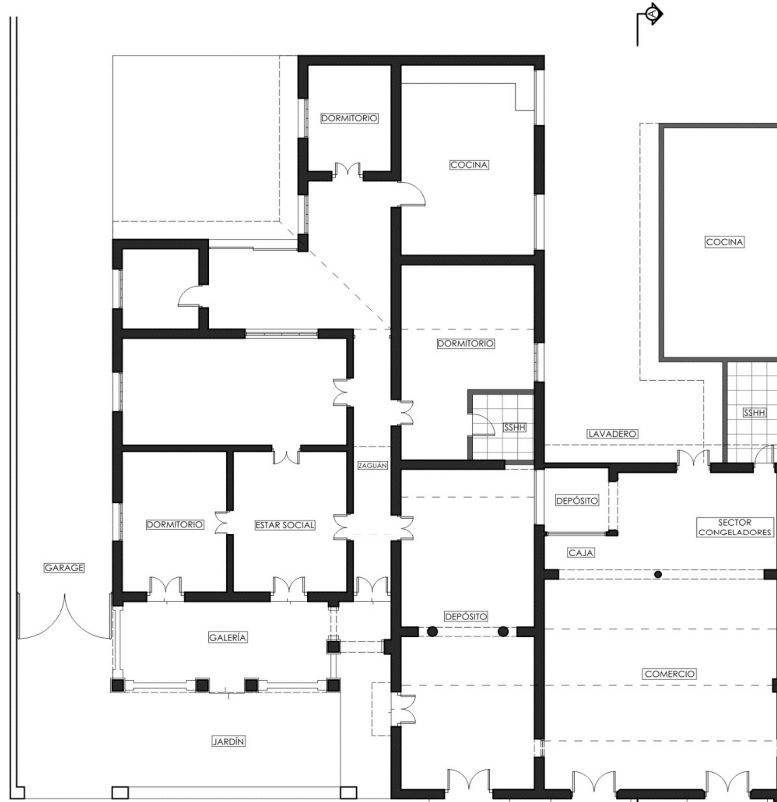 A
DORMITORIO
COCINA
COCINA
DORMITORIO
SSHH
SSHH
LAVADERO
ZAGUÁN
DEPÓSITO
DORMITORIO
ESTAR SOCIAL
SECTOR
CONGELADORES
CAJA
GARAGE
DEPÓSITO
GALERÍA
COMERCIO
JARDÍN